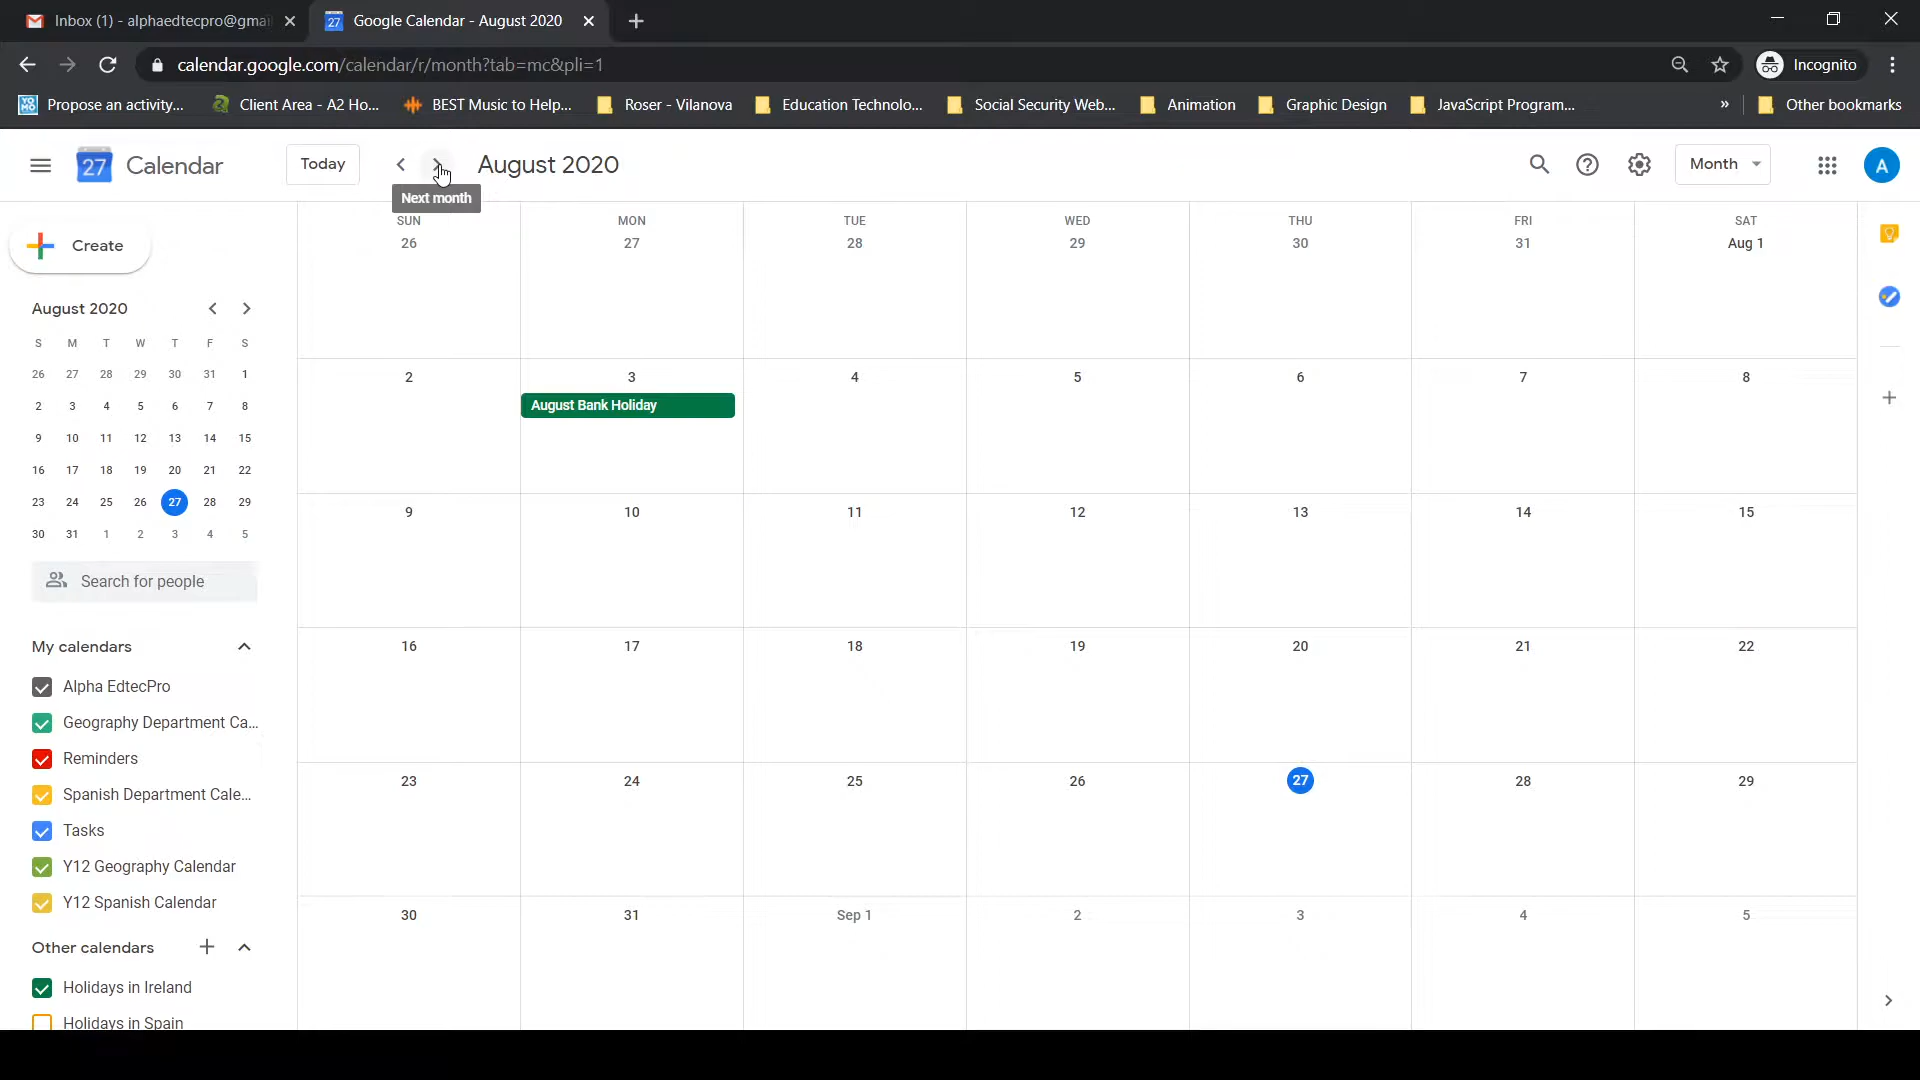 Inbox (1) - alphaedtecpro@gmai
27 Google Calendar - August 2020
calendar.google.com/calendar/r/month?tab=mc&pli=1
Incognito
YO MO Propose an activity... Client Area - A2 Ho... BEST Music to Help... Roser - Vilanova Education Technolo... Social Security Web... Animation Graphic Design JavaScript Program... » Other bookmarks
27 Calendar Today August 2020 Month A
Next month
Create
August 2020
S M T W T F S
26 27 28 29 30 31 1
2 3 4 5 6 7 8
9 10 11 12 13 14 15
16 17 18 19 20 21 22
23 24 25 26 27 28 29
30 31 1 2 3 4 5
Search for people
My calendars
Alpha EdtecPro
Geography Department Ca...
Reminders
Spanish Department Cale...
Tasks
Y12 Geography Calendar
Y12 Spanish Calendar
Other calendars
Holidays in Ireland
Holidays in Spain
SUN MON TUE WED THU FRI SAT
26 27 28 29 30 31 Aug 1
2 3 4 5 6 7 8
August Bank Holiday
9 10 11 12 13 14 15
16 17 18 19 20 21 22
23 24 25 26 27 28 29
30 31 Sep 1 2 3 4 5